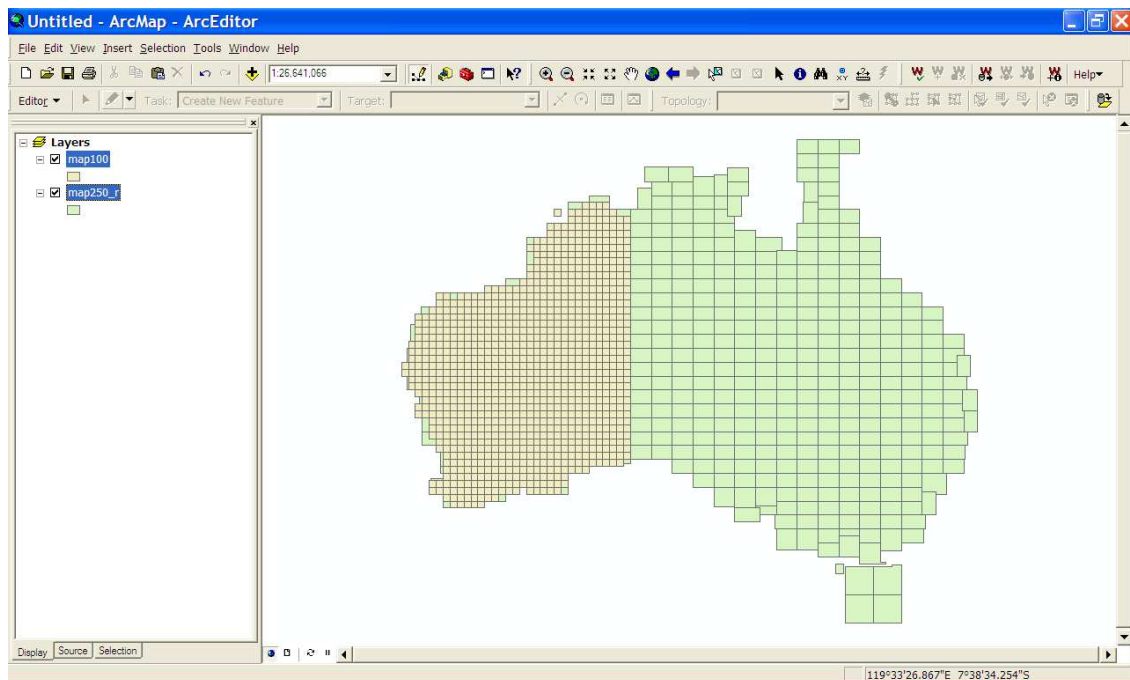 Untitled - ArcMap - ArcEditor
File Edit View Insert Selection Tools Window Help
1:26,641,066 Help
Editor Task: Create New Feature Target: Topology:
Layers
map100
map250_r
Display Source Selection
119°33'26.867"E 7°38'34.254"S